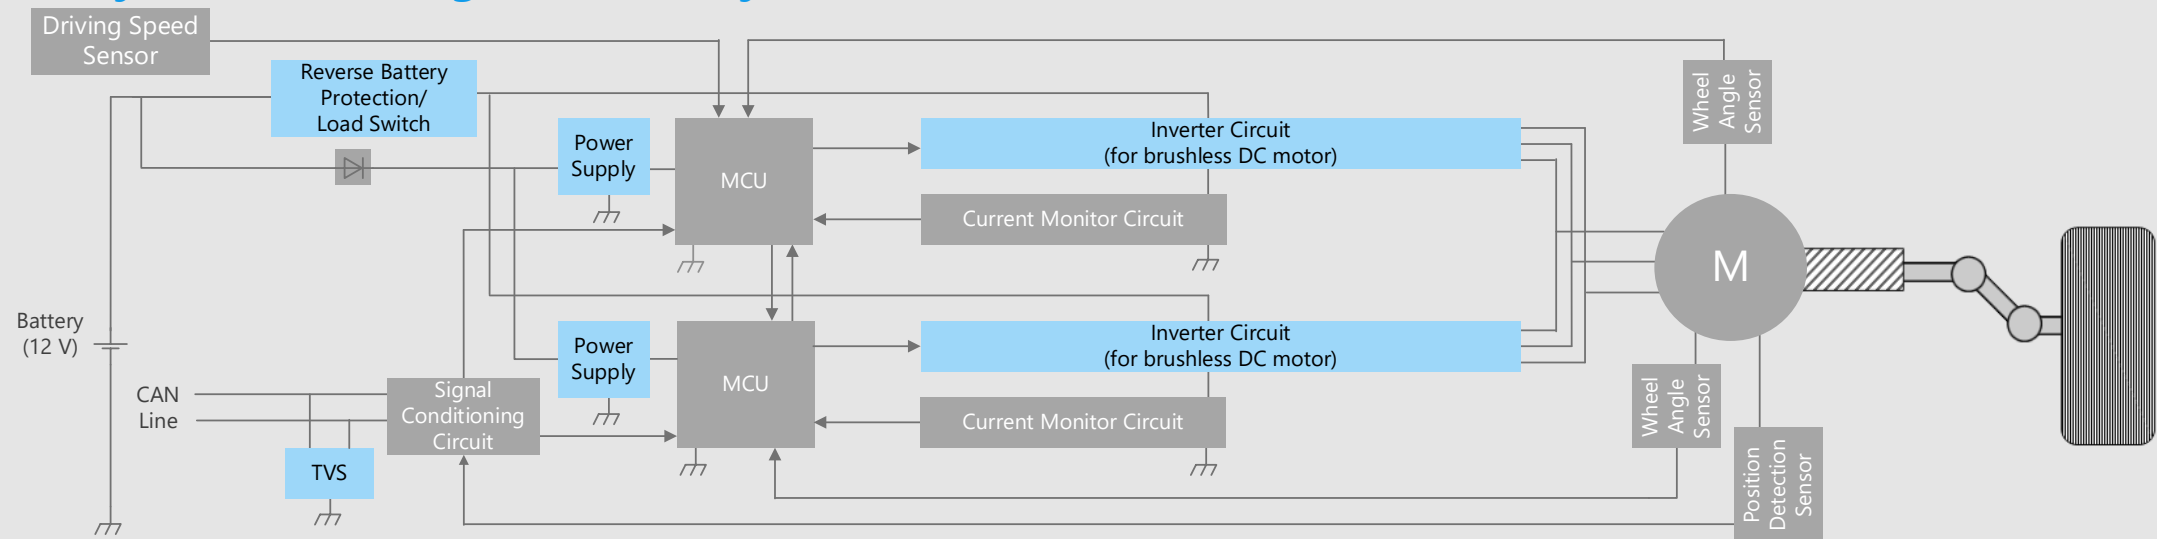 Driving Speed
Sensor
Reverse Battery
Protection/
Load Switch
Power
Supply
MCU
Inverter Circuit
(for brushless DC motor)
Current Monitor Circuit
Wheel
Angle
Sensor
M
Battery
(12 V)
Power
Supply
MCU
Inverter Circuit
(for brushless DC motor)
Current Monitor Circuit
CAN
Line
Signal
Conditioning
Circuit
TVS
Wheel
Angle
Sensor
Position
Detection
Sensor